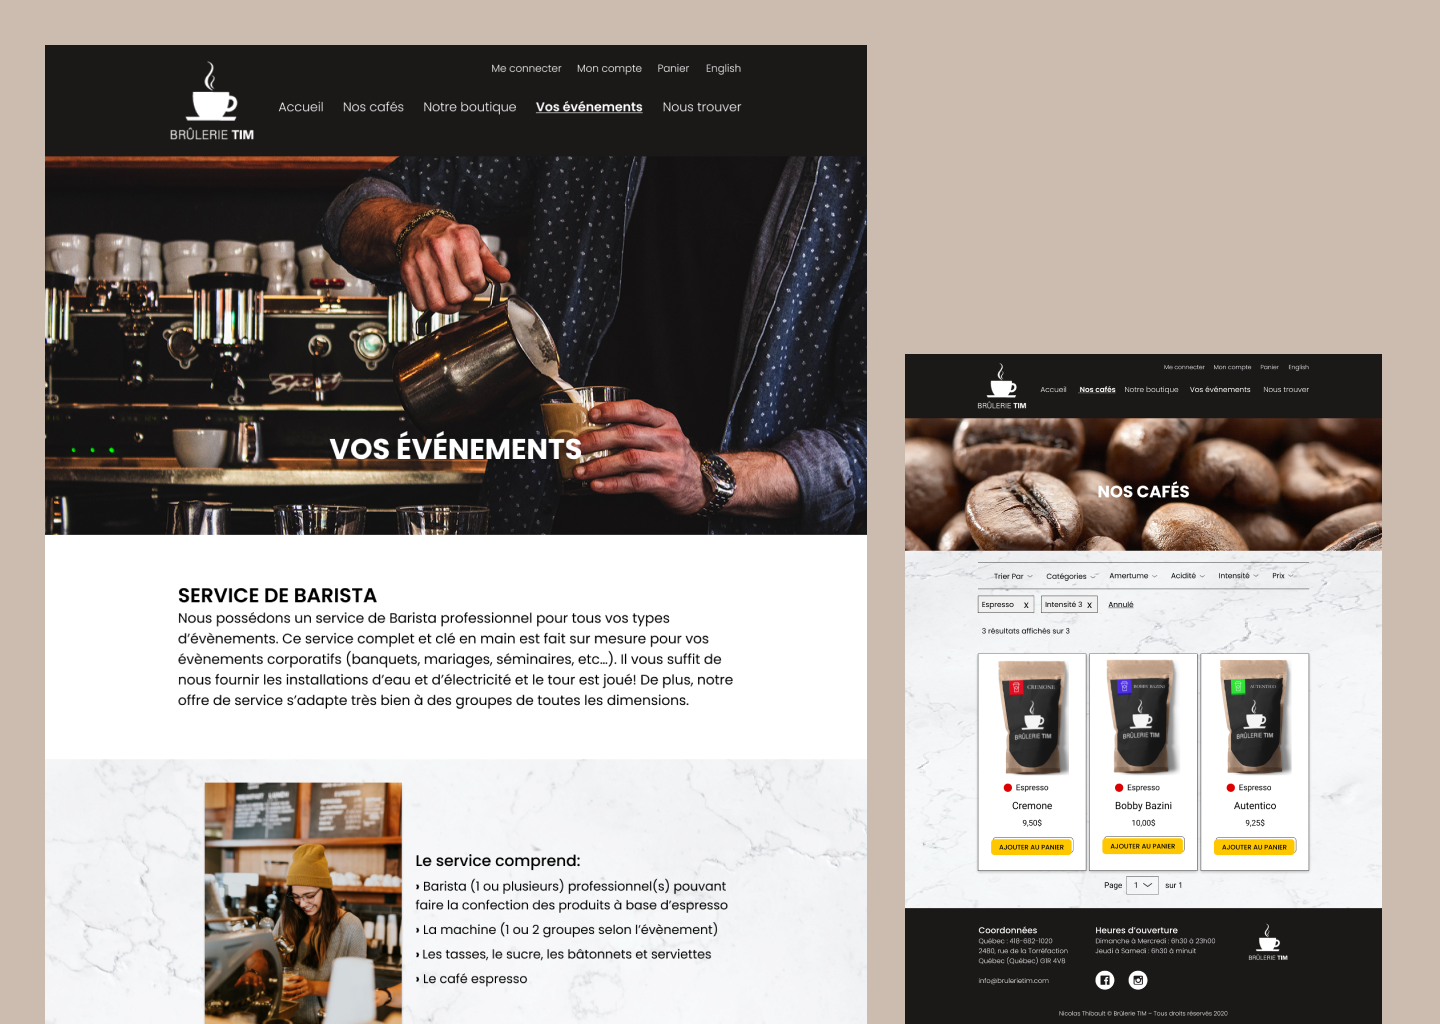 Me connecter Mon compte Panier English
Accueil Nos cafés Notre boutique Vos événements Nous trouver
BRÛLERIE TIM
VOS ÉVÉNEMENTS
SERVICE DE BARISTA
Nous possédons un service de Barista professionnel pour tous vos types
d’évènements. Ce service complet et clé en main est fait sur mesure pour vos
évènements corporatifs (banquets, mariages, séminaires, etc…). Il vous suffit de
nous fournir les installations d’eau et d’électricité et le tour est joué! De plus, notre
offre de service s’adapte très bien à des groupes de toutes les dimensions.
Le service comprend:
› Barista (1 ou plusieurs) professionnel(s) pouvant
faire la confection des produits à base d’espresso
› La machine (1 ou 2 groupes selon l’évènement)
› Les tasses, le sucre, les bâtonnets et serviettes
› Le café espresso
Me connecter Mon compte Panier English
Accueil Nos cafés Notre boutique Vos événements Nous trouver
BRÛLERIE TIM
NOS CAFÉS
Trier Par Catégories Amertume Acidité Intensité Prix
Espresso x Intensité 3 x Annulé
3 résultats affichés sur 3
CREMONE
BRÛLERIE TIM
Espresso
Cremone
9,50$
AJOUTER AU PANIER
BOBBY BAZINI
BRÛLERIE TIM
Espresso
Bobby Bazini
10,00$
AJOUTER AU PANIER
AUTENTICO
BRÛLERIE TIM
Espresso
Autentico
9,25$
AJOUTER AU PANIER
Page 1 sur 1
Coordonnées
Québec : 418-682-1020
2480, rue de la Torréfaction
Québec (Québec) G1R 4V8
info@brulerietim.com
Heures d’ouverture
Dimanche à Mercredi : 6h30 à 23h00
Jeudi à Samedi : 6h30 à minuit
BRÛLERIE TIM
Nicolas Thibault © Brûlerie TIM – Tous droits réservés 2020